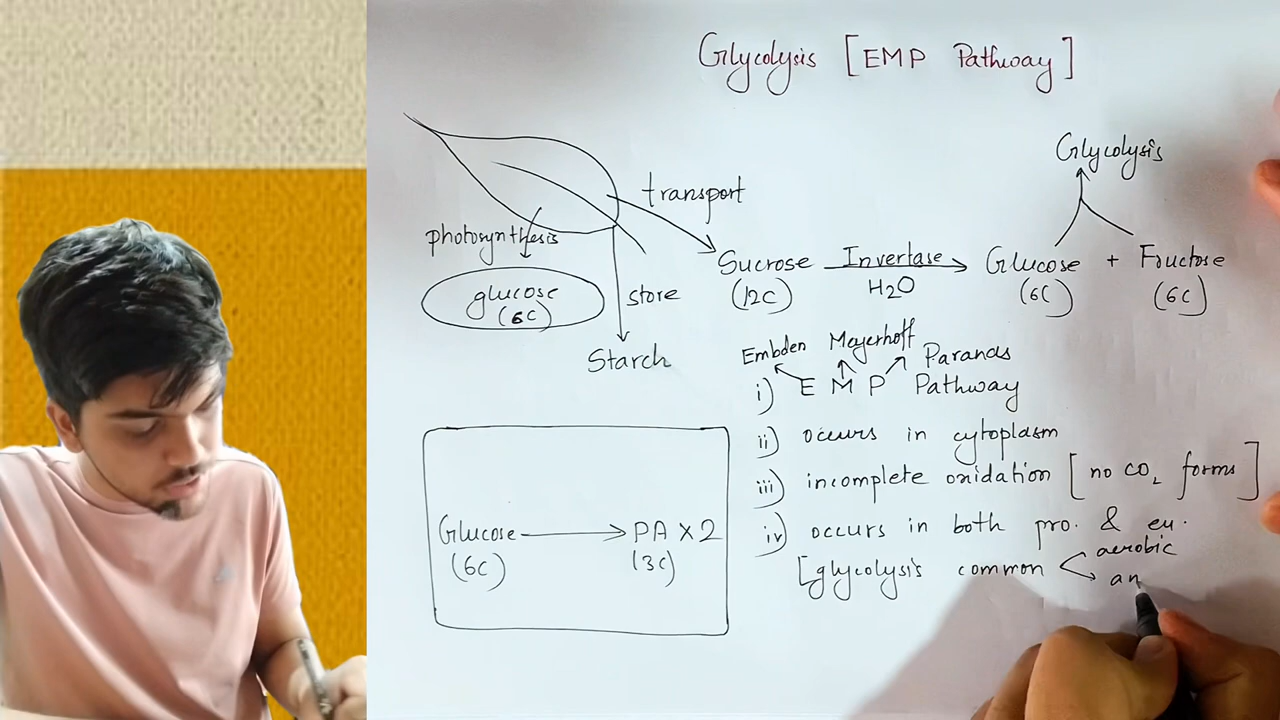 Glycolysis [EMP Pathway]
Glycolysis
transport
photosynthesis
Sucrose Invertase Glucose + Fructose
(12C) H2O (6C) (6C)
glucose
(6C)
store
Starch
Embden Meyerhoff Paranas
i) E M P Pathway
ii) occurs in cytoplasm
iii) incomplete oxidation [no CO2 forms]
iv) occurs in both pro. & eu.
[glycolysis common aerobic
an
Glucose PA X 2
(6C) (3C)